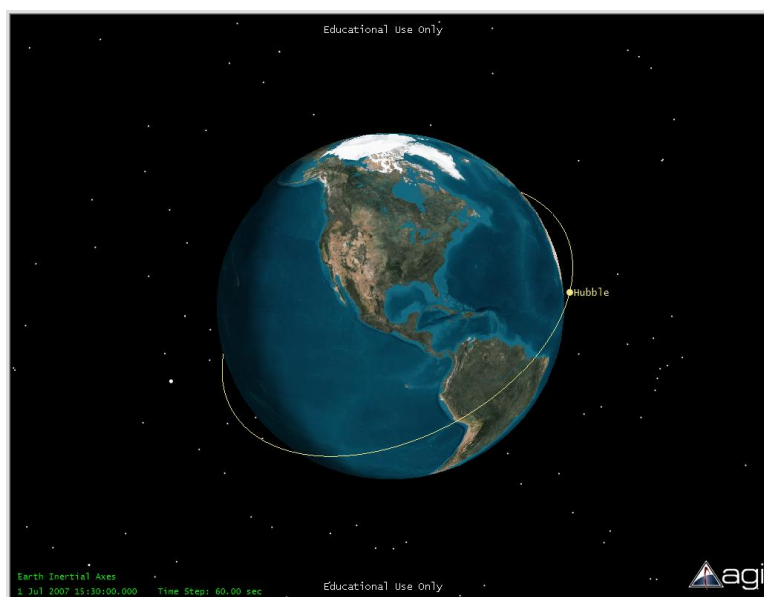 Educational Use Only
Hubble
Earth Inertial Axes
1 Jul 2007 15:30:00.000 Time Step: 60.00 sec
Educational Use Only
agi